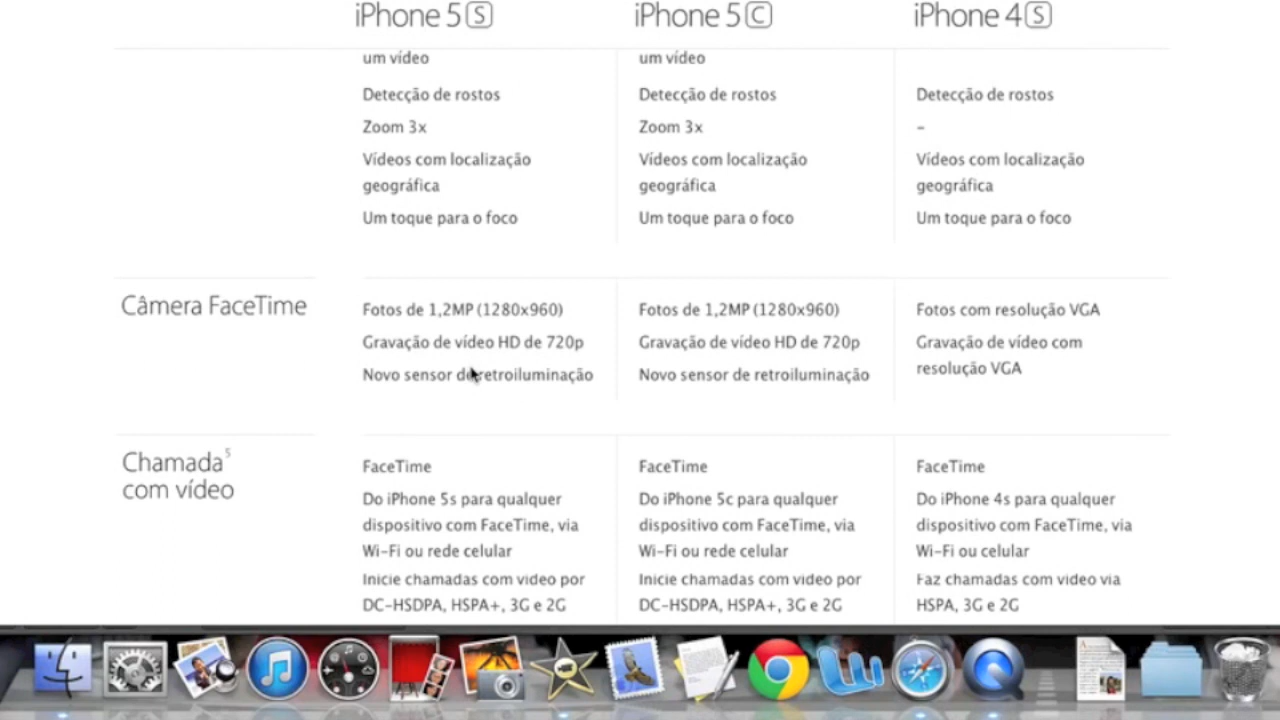 iPhone 5S
iPhone 5C
iPhone 4S
um vídeo
um vídeo
Detecção de rostos
Detecção de rostos
Detecção de rostos
Zoom 3x
Zoom 3x
–
Vídeos com localização
geográfica
Vídeos com localização
geográfica
Vídeos com localização
geográfica
Um toque para o foco
Um toque para o foco
Um toque para o foco
Câmera FaceTime
Fotos de 1,2MP (1280x960)
Gravação de vídeo HD de 720p
Novo sensor de retroiluminação
Fotos de 1,2MP (1280x960)
Gravação de vídeo HD de 720p
Novo sensor de retroiluminação
Fotos com resolução VGA
Gravação de vídeo com
resolução VGA
Chamada5
com vídeo
FaceTime
Do iPhone 5s para qualquer
dispositivo com FaceTime, via
Wi-Fi ou rede celular
Inicie chamadas com vídeo por
DC-HSDPA, HSPA+, 3G e 2G
FaceTime
Do iPhone 5c para qualquer
dispositivo com FaceTime, via
Wi-Fi ou rede celular
Inicie chamadas com vídeo por
DC-HSDPA, HSPA+, 3G e 2G
FaceTime
Do iPhone 4s para qualquer
dispositivo com FaceTime, via
Wi-Fi ou celular
Faz chamadas com vídeo via
HSPA, 3G e 2G